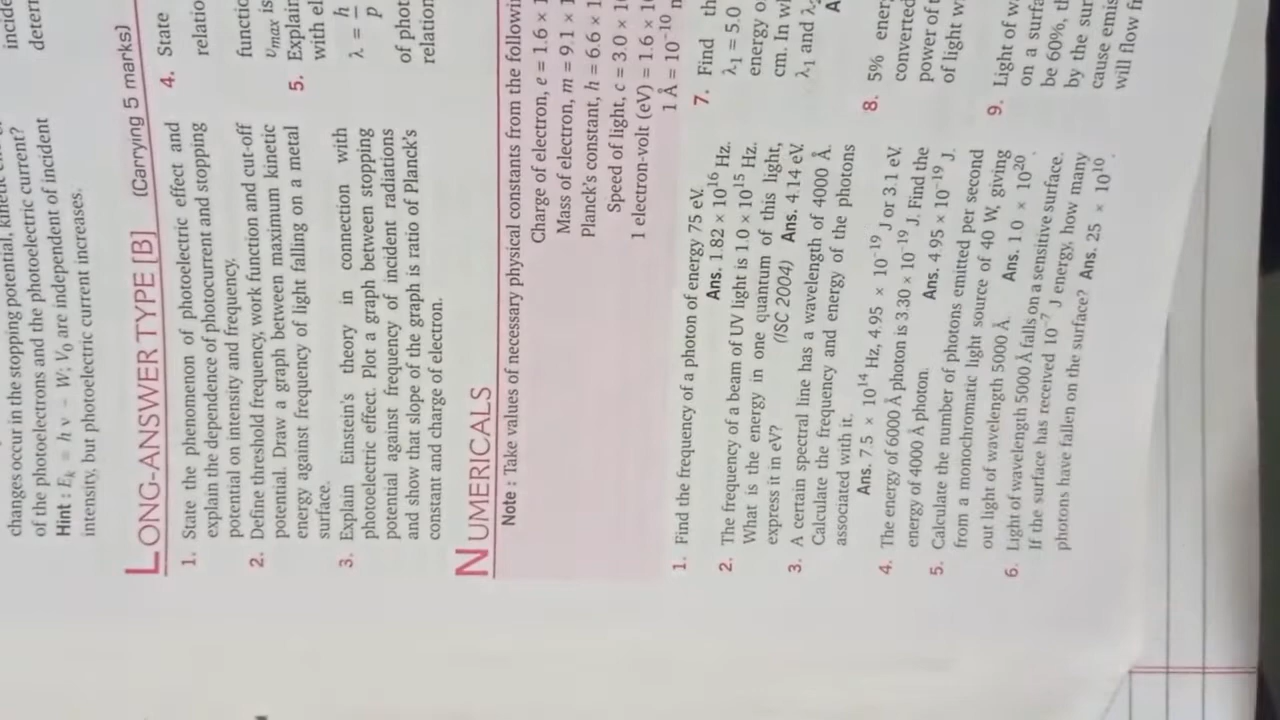 changes occur in the stopping potential,
of the photoelectrons and the photoelectric current?
Hint : E_k = h ν − W; V_0 are independent of incident
intensity, but photoelectric current increases.
LONG-ANSWER TYPE [B] (Carrying 5 marks)
1. State the phenomenon of photoelectric effect and
explain the dependence of photocurrent and stopping
potential on intensity and frequency.
2. Define threshold frequency, work function and cut-off
potential. Draw a graph between maximum kinetic
energy against frequency of light falling on a metal
surface.
3. Explain Einstein's theory in connection with
photoelectric effect. Plot a graph between stopping
potential against frequency of incident radiations
and show that slope of the graph is ratio of Planck's
constant and charge of electron.
4. State
relatio
functio
υmax is
5. Explain
with el
λ = h/p
of phot
relation
NUMERICALS
Note : Take values of necessary physical constants from the followin
Charge of electron, e = 1.6 × 1
Mass of electron, m = 9.1 × 1
Planck's constant, h = 6.6 × 1
Speed of light, c = 3.0 × 1
1 electron-volt (eV) = 1.6 × 1
1 Å = 10⁻¹⁰ m
1. Find the frequency of a photon of energy 75 eV.
Ans. 1.82 × 10¹⁶ Hz.
2. The frequency of a beam of UV light is 1.0 × 10¹⁵ Hz.
What is the energy in one quantum of this light,
express it in eV? (ISC 2004) Ans. 4.14 eV
3. A certain spectral line has a wavelength of 4000 Å.
Calculate the frequency and energy of the photons
associated with it.
Ans. 7.5 × 10¹⁴ Hz, 4.95 × 10⁻¹⁹ J or 3.1 eV
4. The energy of 6000 Å photon is 3.30 × 10⁻¹⁹ J. Find the
energy of 4000 Å photon. Ans. 4.95 × 10⁻¹⁹ J.
5. Calculate the number of photons emitted per second
from a monochromatic light source of 40 W, giving
out light of wavelength 5000 Å. Ans. 1.0 × 10²⁰.
6. Light of wavelength 5000 Å falls on a sensitive surface.
If the surface has received 10⁻⁷ J energy, how many
photons have fallen on the surface? Ans. 25 × 10¹⁰.
7. Find th
λ₁ = 5.0
energy o
cm. In wh
λ₁ and λ
A
8. 5% ener
converted
power of t
of light w
9. Light of w
on a surfa
be 60%, th
by the sur
cause emis
will flow f